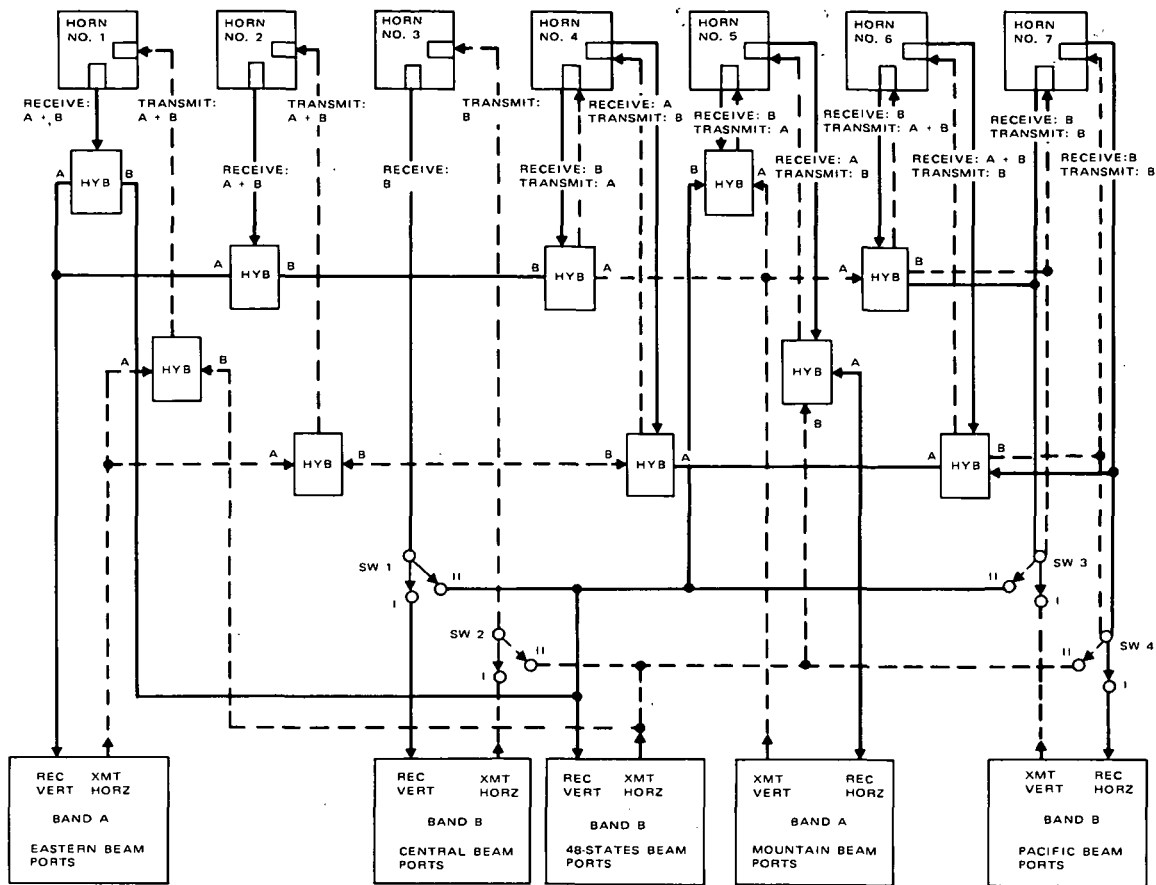 HORN NO. 1
HORN NO. 2
HORN NO. 3
HORN NO. 4
HORN NO. 5
HORN NO. 6
HORN NO. 7
RECEIVE: A + B
TRANSMIT: A + B
TRANSMIT: A + B
TRANSMIT: B
RECEIVE: A
TRANSMIT: B
RECEIVE: B
TRASNMIT: A
RECEIVE: B
TRANSMIT: A + B
RECEIVE: B
TRANSMIT: B
RECEIVE: A + B
RECEIVE: B
RECEIVE: B
TRANSMIT: A
RECEIVE: A
TRANSMIT: B
RECEIVE: A + B
TRANSMIT: B
RECEIVE:B
TRANSMIT: B
A HYB B
B HYB A
A HYB B
B HYB A
A HYB B
A HYB B
HYB A
B
A HYB B
B HYB A
A HYB B
SW 1
II
I
SW 2
II
I
II
SW 3
I
II
SW 4
I
REC VERT
XMT HORZ
BAND A
EASTERN BEAM PORTS
REC VERT
XMT HORZ
BAND B
CENTRAL BEAM PORTS
REC VERT
XMT HORZ
BAND B
48-STATES BEAM PORTS
XMT VERT
REC HORZ
BAND A
MOUNTAIN BEAM PORTS
XMT VERT
REC HORZ
BAND B
PACIFIC BEAM PORTS